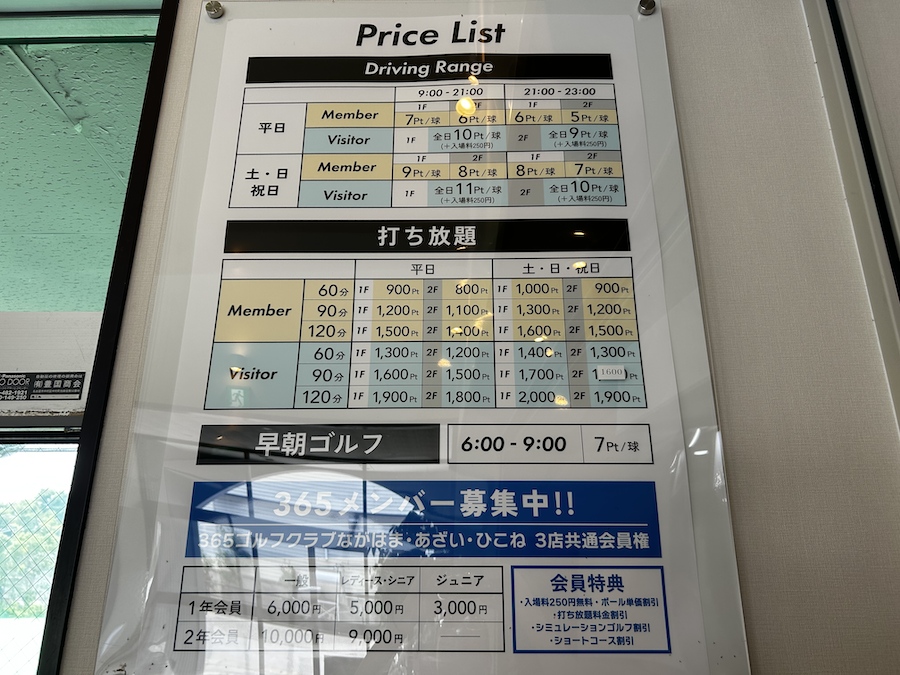 Price List
Driving Range
9:00 - 21:00 21:00 - 23:00
1F 2F 1F 2F
平日 Member 7Pt/球 6Pt/球 6Pt/球 5Pt/球
Visitor 1F 全日10Pt/球 2F 全日9Pt/球
(+入場料250円) (+入場料250円)
1F 2F 1F 2F
土・日 祝日 Member 9Pt/球 8Pt/球 8Pt/球 7Pt/球
Visitor 1F 全日11Pt/球 2F 全日10Pt/球
(+入場料250円) (+入場料250円)
打ち放題
平日 土・日・祝日
Member 60分 1F 900Pt 2F 800Pt 1F 1,000Pt 2F 900Pt
90分 1F 1,200Pt 2F 1,100Pt 1F 1,300Pt 2F 1,200Pt
120分 1F 1,500Pt 2F 1,400Pt 1F 1,600Pt 2F 1,500Pt
Visitor 60分 1F 1,300Pt 2F 1,200Pt 1F 1,400Pt 2F 1,300Pt
90分 1F 1,600Pt 2F 1,500Pt 1F 1,700Pt 2F 1600Pt
120分 1F 1,900Pt 2F 1,800Pt 1F 2,000Pt 2F 1,900Pt
早朝ゴルフ 6:00 - 9:00 7Pt/球
365メンバー募集中!!
365ゴルフクラブながはま・あざい・ひこね 3店共通会員権
一般 レディース・シニア ジュニア
1年会員 6,000円 5,000円 3,000円
2年会員 10,000円 9,000円
会員特典
・入場料250円無料・ボール単価割引
・打ち放題料金割引
・シミュレーションゴルフ割引
・ショートコース割引
Panasonic
O DOOR
㈲豊国商会
-482-1921
0-149-250